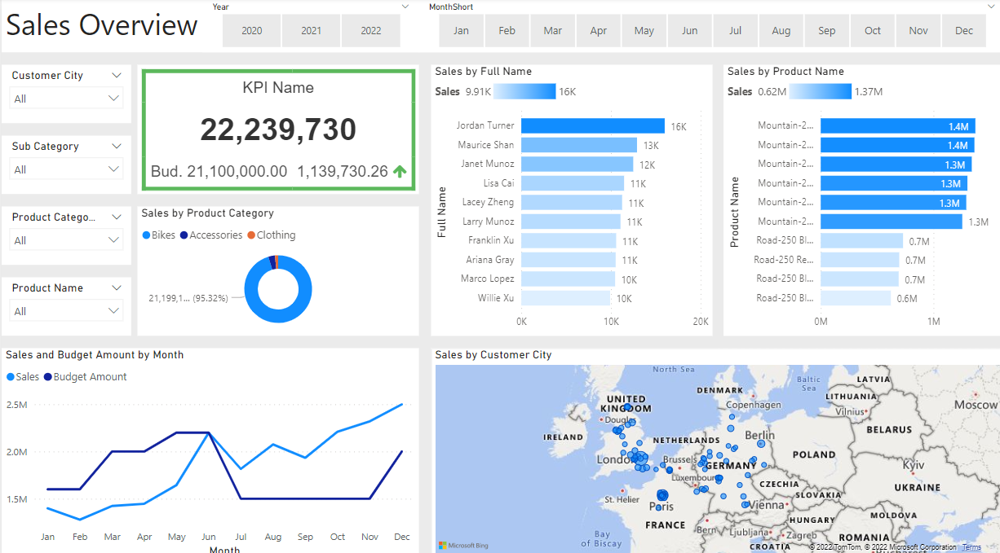 Sales Overview
Year
2020 2021 2022
MonthShort
Jan Feb Mar Apr May Jun Jul Aug Sep Oct Nov Dec
Customer City
All
Sub Category
All
Product Catego...
All
Product Name
All
KPI Name
22,239,730
Bud. 21,100,000.00 1,139,730.26
Sales by Product Category
Bikes Accessories Clothing
21,199,1... (95.32%)
Sales by Full Name
Sales 9.91K 16K
Full Name
Jordan Turner 16K
Maurice Shan 13K
Janet Munoz 12K
Lisa Cai 11K
Lacey Zheng 11K
Larry Munoz 11K
Franklin Xu 11K
Ariana Gray 11K
Marco Lopez 10K
Willie Xu 10K
0K 10K 20K
Sales by Product Name
Sales 0.62M 1.37M
Product Name
Mountain-2... 1.4M
Mountain-2... 1.4M
Mountain-2... 1.3M
Mountain-2... 1.3M
Mountain-2... 1.3M
Mountain-2... 1.3M
Road-250 Bl... 0.7M
Road-250 Re... 0.7M
Road-250 Bl... 0.7M
Road-250 Bl... 0.6M
0M 1M
Sales and Budget Amount by Month
Sales Budget Amount
2.5M
2.0M
1.5M
Jan Feb Mar Apr May Jun Jul Aug Sep Oct Nov Dec
Month
Sales by Customer City
North Sea
Baltic
Sea
LATVIA
DENMARK
LITHUANIA
UNITED
KINGDOM
Copenhagen
Moscow
Vilnius
Douglas
BELARUS
IRELAND
NETHERLANDS
Berlin
London
Brussels
POLAND
GERMANY
Kyiv
Luxembourg
CZECHIA
UKRAINE
St. Helier
SLOVAKIA
Paris
Vienna
MOLDOVA
FRANCE
HUNGARY
Bern
Ljubljana
Zagreb
ROMANIA
Bay
of Biscay
CROATIA
Bucharest
Microsoft Bing
© 2022 TomTom, © 2022 Microsoft Corporation Terms